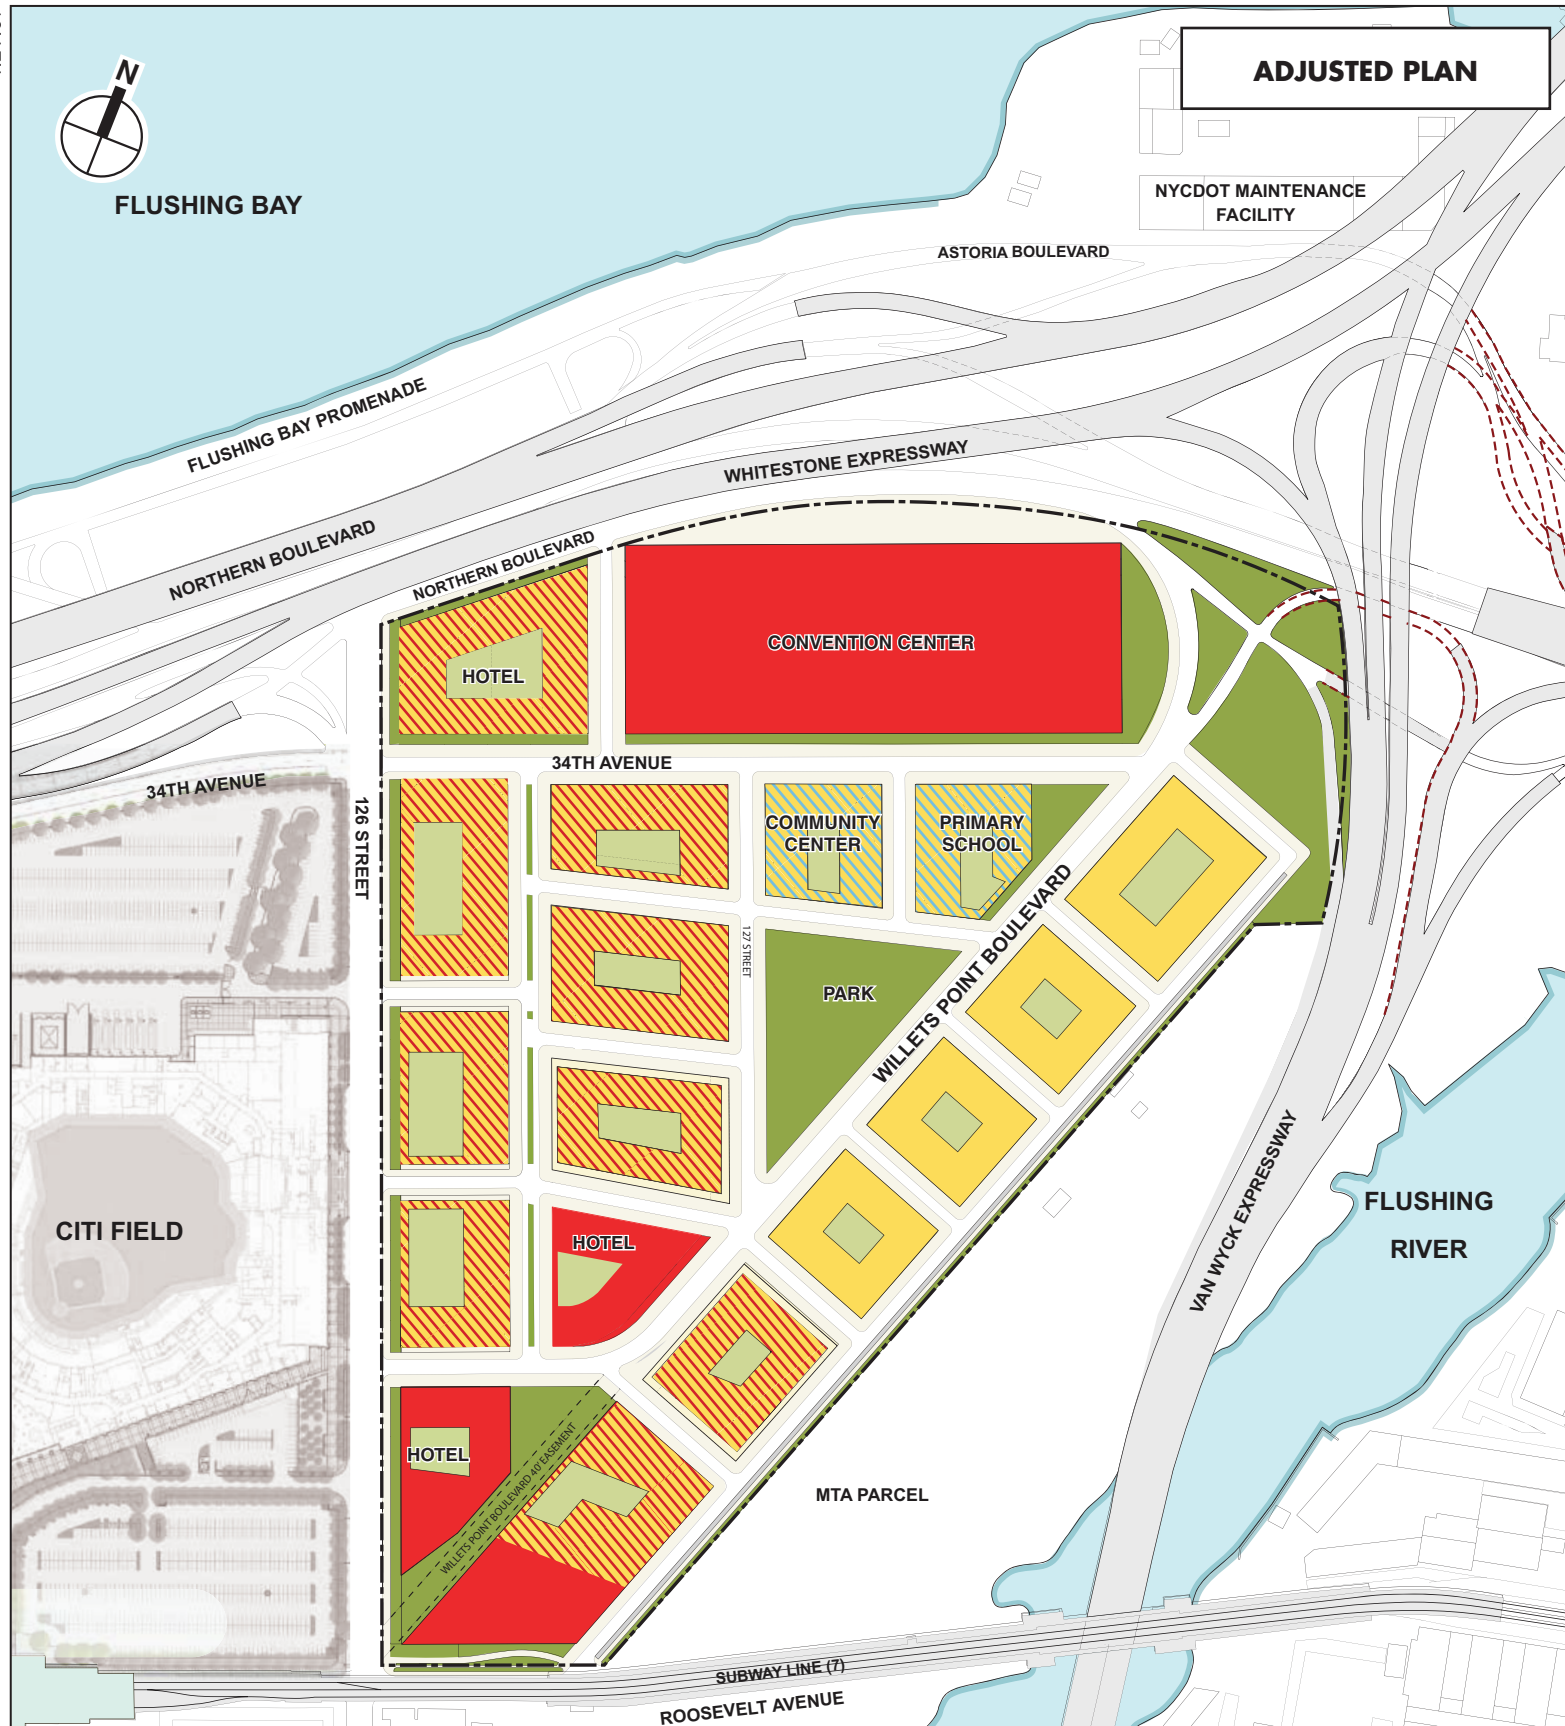 ADJUSTED PLAN
N
FLUSHING BAY
NYCDOT MAINTENANCE
FACILITY
ASTORIA BOULEVARD
FLUSHING BAY PROMENADE
WHITESTONE EXPRESSWAY
NORTHERN BOULEVARD
NORTHERN BOULEVARD
CONVENTION CENTER
HOTEL
34TH AVENUE
34TH AVENUE
126 STREET
COMMUNITY
CENTER
PRIMARY
SCHOOL
127 STREET
PARK
WILLETS POINT BOULEVARD
CITI FIELD
HOTEL
VAN WYCK EXPRESSWAY
FLUSHING
RIVER
HOTEL
WILLETS POINT BOULEVARD 40' EASEMENT
MTA PARCEL
SUBWAY LINE (7)
ROOSEVELT AVENUE